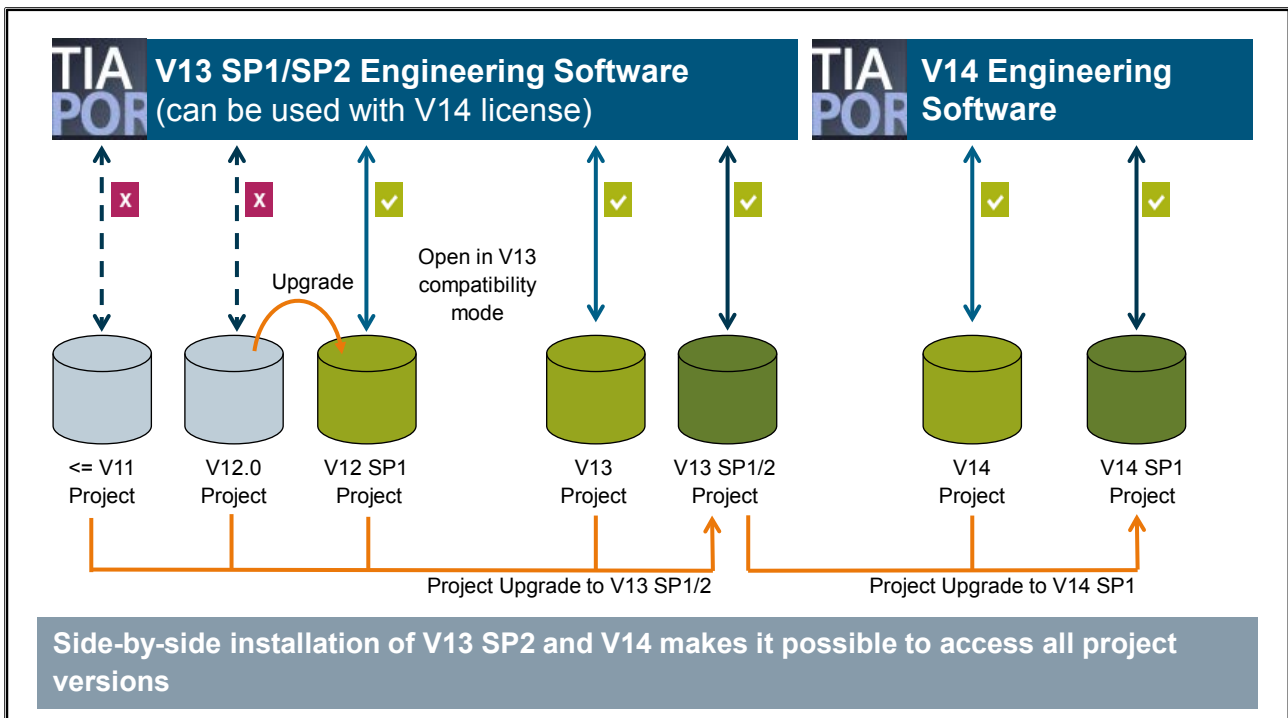 TIA
POR
V13 SP1/SP2 Engineering Software
(can be used with V14 license)
TIA
POR
V14 Engineering
Software
X
X
Upgrade
Open in V13
compatibility
mode
<= V11
Project
V12.0
Project
V12 SP1
Project
V13
Project
V13 SP1/2
Project
V14
Project
V14 SP1
Project
Project Upgrade to V13 SP1/2
Project Upgrade to V14 SP1
Side-by-side installation of V13 SP2 and V14 makes it possible to access all project
versions